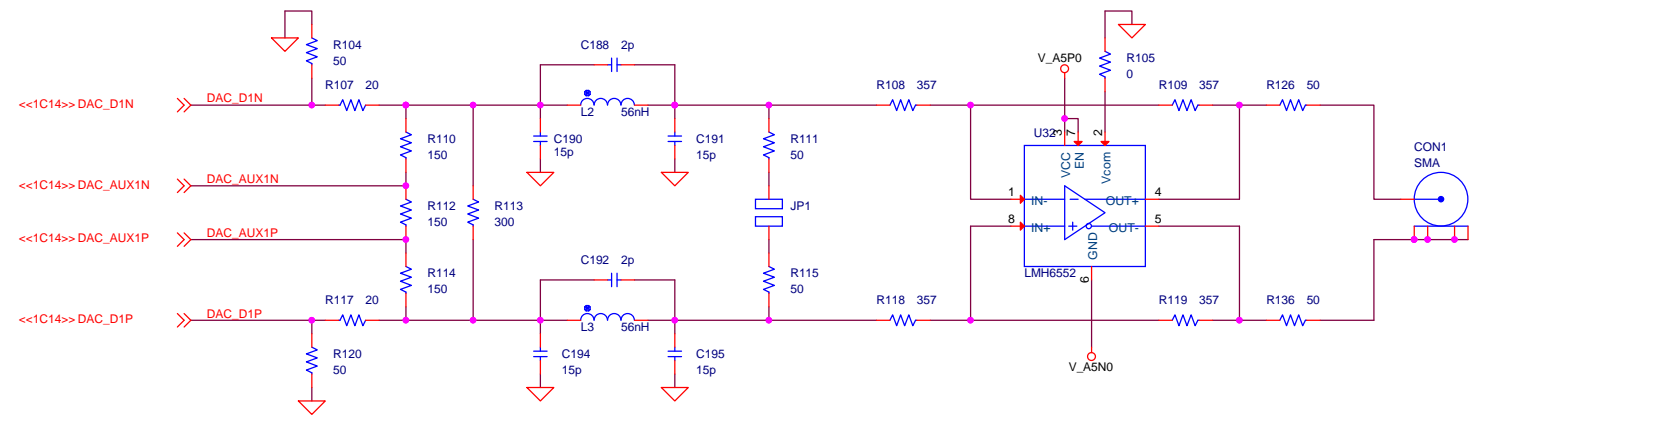 C188 2p
R104
50
V_A5P0
R105
0
R107 20
R108 357
R109 357
R126 50
<<1C14>> DAC_D1N
DAC_D1N
L2 56nH
R110
150
C190
15p
C191
15p
R111
50
U32
3
7
2
VCC
EN
Vcom
CON1
SMA
<<1C14>> DAC_AUX1N
DAC_AUX1N
1
IN-
OUT+
4
R112
150
R113
300
JP1
8
IN+
OUT-
5
<<1C14>> DAC_AUX1P
DAC_AUX1P
GND
C192 2p
R114
150
R115
50
LMH6552
6
R117 20
R118 357
R119 357
R136 50
<<1C14>> DAC_D1P
DAC_D1P
L3 56nH
R120
50
C194
15p
C195
15p
V_A5N0